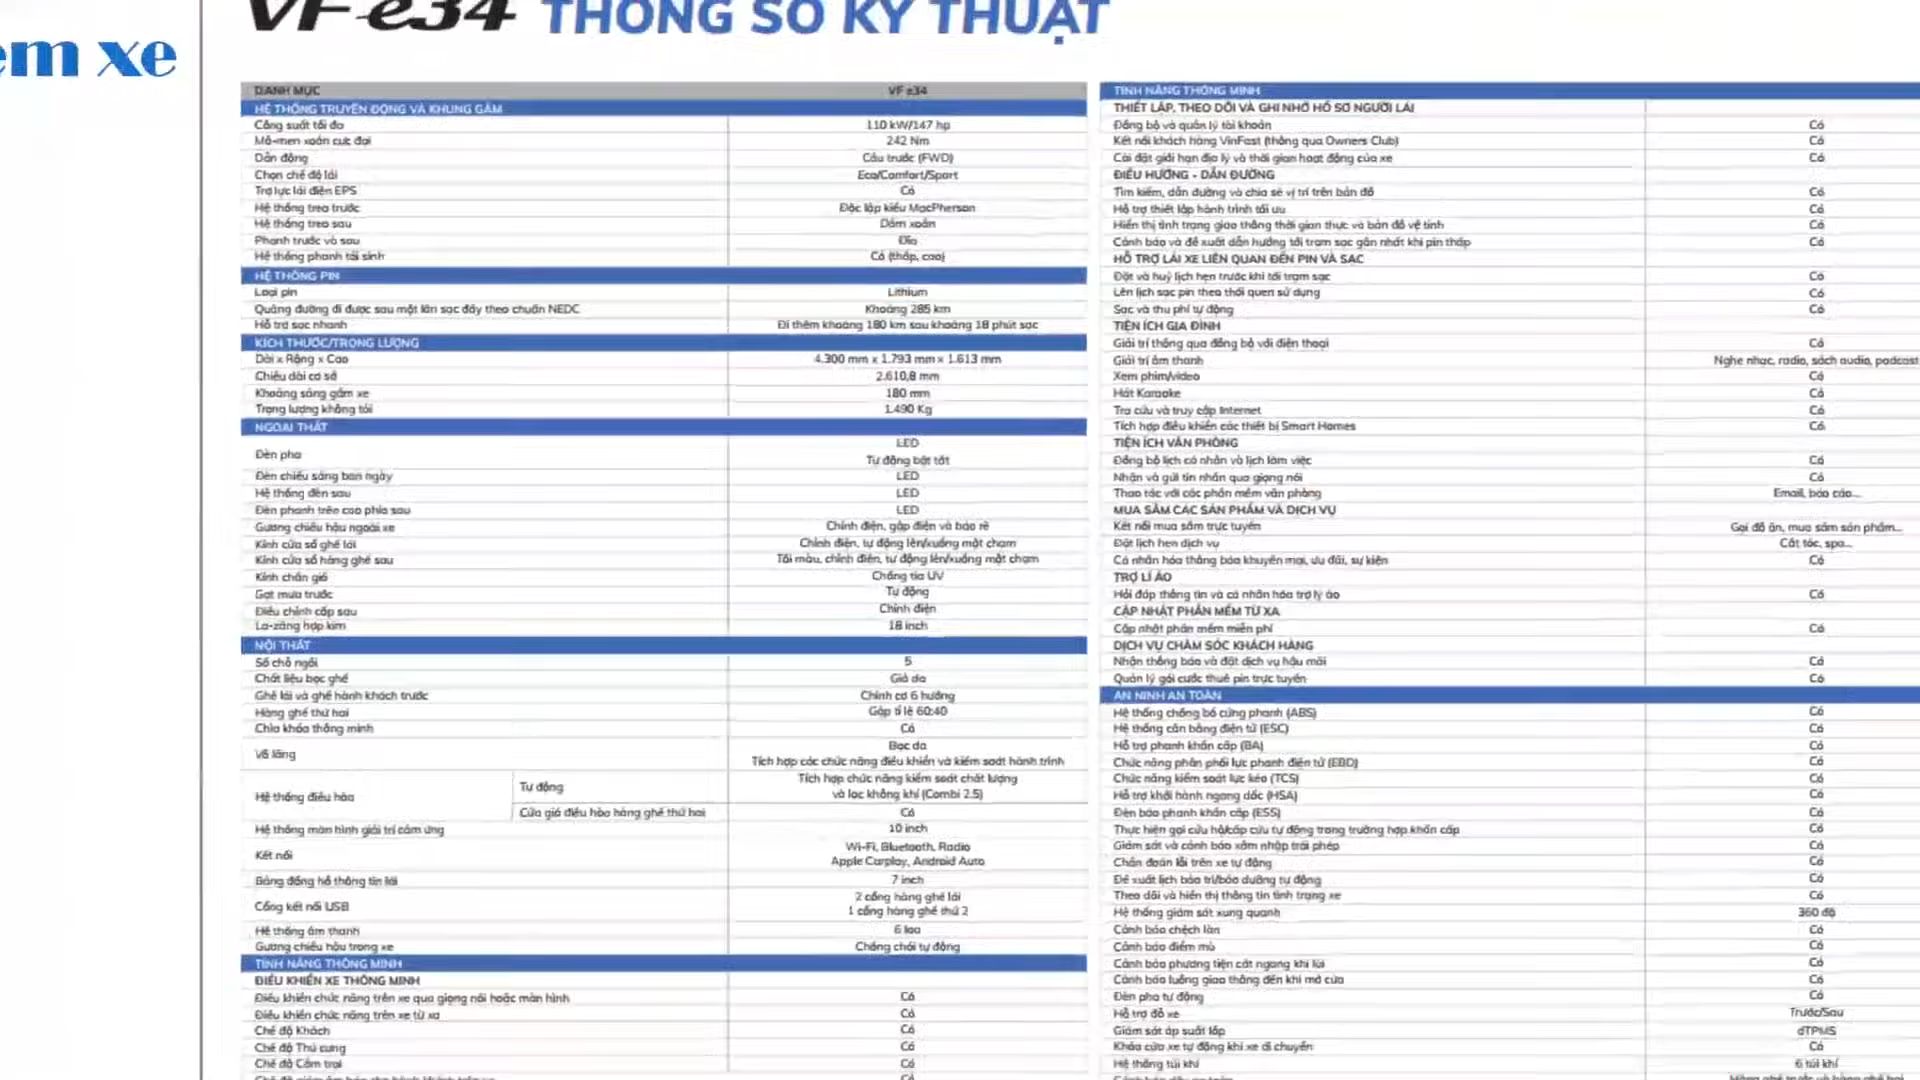 em xe
VF e34 THÔNG SỐ KỸ THUẬT
DANH MỤC VF e34
HỆ THỐNG TRUYỀN ĐỘNG VÀ KHUNG GẦM
Công suất tối đa 110 kW/147 hp
Mô-men xoắn cực đại 242 Nm
Dẫn động Cầu trước (FWD)
Chọn chế độ lái Eco/Comfort/Sport
Trợ lực lái điện EPS Có
Hệ thống treo trước Độc lập kiểu MacPherson
Hệ thống treo sau Dầm xoắn
Phanh trước và sau Đĩa
Hệ thống phanh tái sinh Có (thấp, cao)
HỆ THỐNG PIN
Loại pin Lithium
Quãng đường đi được sau một lần sạc đầy theo chuẩn NEDC Khoảng 285 km
Hỗ trợ sạc nhanh Đi thêm khoảng 180 km sau khoảng 18 phút sạc
KÍCH THƯỚC/TRỌNG LƯỢNG
Dài x Rộng x Cao 4.300 mm x 1.793 mm x 1.613 mm
Chiều dài cơ sở 2.610,8 mm
Khoảng sáng gầm xe 180 mm
Trọng lượng không tải 1.490 Kg
NGOẠI THẤT
Đèn pha LED
Tự động bật tắt
Đèn chiếu sáng ban ngày LED
Hệ thống đèn sau LED
Đèn phanh trên cao phía sau LED
Gương chiếu hậu ngoài xe Chỉnh điện, gập điện và báo rẽ
Kính cửa sổ ghế lái Chỉnh điện, tự động lên/xuống một chạm
Kính cửa sổ hàng ghế sau Tối màu, chỉnh điện, tự động lên/xuống một chạm
Kính chắn gió Chống tia UV
Gạt mưa trước Tự động
Điều chỉnh cốp sau Chỉnh điện
La-zăng hợp kim 18 inch
NỘI THẤT
Số chỗ ngồi 5
Chất liệu bọc ghế Giả da
Ghế lái và ghế hành khách trước Chỉnh cơ 6 hướng
Hàng ghế thứ hai Gập tỉ lệ 60:40
Chìa khóa thông minh Có
Vô lăng Bọc da
Tích hợp các chức năng điều khiển và kiểm soát hành trình
Hệ thống điều hòa Tự động Tích hợp chức năng kiểm soát chất lượng
và lọc không khí (Combi 2.5)
Cửa gió điều hòa hàng ghế thứ hai Có
Hệ thống màn hình giải trí cảm ứng 10 inch
Kết nối Wi-Fi, Bluetooth, Radio
Apple Carplay, Android Auto
Bảng đồng hồ thông tin lái 7 inch
Cổng kết nối USB 2 cổng hàng ghế lái
1 cổng hàng ghế thứ 2
Hệ thống âm thanh 6 loa
Gương chiếu hậu trong xe Chống chói tự động
TÍNH NĂNG THÔNG MINH
ĐIỀU KHIỂN XE THÔNG MINH
Điều khiển chức năng trên xe qua giọng nói hoặc màn hình Có
Điều khiển chức năng trên xe từ xa Có
Chế độ Khách Có
Chế độ Thú cưng Có
Chế độ Cắm trại Có
TÍNH NĂNG THÔNG MINH
THIẾT LẬP, THEO DÕI VÀ GHI NHỚ HỒ SƠ NGƯỜI LÁI
Đồng bộ và quản lý tài khoản Có
Kết nối khách hàng VinFast (thông qua Owners Club) Có
Cài đặt giới hạn địa lý và thời gian hoạt động của xe Có
ĐIỀU HƯỚNG - DẪN ĐƯỜNG
Tìm kiếm, dẫn đường và chia sẻ vị trí trên bản đồ Có
Hỗ trợ thiết lập hành trình tối ưu Có
Hiển thị tình trạng giao thông thời gian thực và bản đồ vệ tinh Có
Cảnh báo và đề xuất dẫn hướng tới trạm sạc gần nhất khi pin thấp Có
HỖ TRỢ LÁI XE LIÊN QUAN ĐẾN PIN VÀ SẠC
Đặt và huỷ lịch hẹn trước khi tới trạm sạc Có
Lên lịch sạc pin theo thói quen sử dụng Có
Sạc và thu phí tự động Có
TIỆN ÍCH GIA ĐÌNH
Giải trí thông qua đồng bộ với điện thoại Có
Giải trí âm thanh Nghe nhạc, radio, sách audio, podcast
Xem phim/video Có
Hát Karaoke Có
Tra cứu và truy cập Internet Có
Tích hợp điều khiển các thiết bị Smart Homes Có
TIỆN ÍCH VĂN PHÒNG
Đồng bộ lịch cá nhân và lịch làm việc Có
Nhận và gửi tin nhắn qua giọng nói Có
Thao tác với các phần mềm văn phòng Email, báo cáo...
MUA SẮM CÁC SẢN PHẨM VÀ DỊCH VỤ
Kết nối mua sắm trực tuyến Gọi đồ ăn, mua sắm sản phẩm...
Đặt lịch hẹn dịch vụ Cắt tóc, spa...
Cá nhân hóa thông báo khuyến mại, ưu đãi, sự kiện Có
TRỢ LÍ ẢO
Hỏi đáp thông tin và cá nhân hóa trợ lý ảo Có
CẬP NHẬT PHẦN MỀM TỪ XA
Cập nhật phần mềm miễn phí Có
DỊCH VỤ CHĂM SÓC KHÁCH HÀNG
Nhận thông báo và đặt dịch vụ hậu mãi Có
Quản lý gói cước thuê pin trực tuyến Có
AN NINH AN TOÀN
Hệ thống chống bó cứng phanh (ABS) Có
Hệ thống cân bằng điện tử (ESC) Có
Hỗ trợ phanh khẩn cấp (BA) Có
Chức năng phân phối lực phanh điện tử (EBD) Có
Chức năng kiểm soát lực kéo (TCS) Có
Hỗ trợ khởi hành ngang dốc (HSA) Có
Đèn báo phanh khẩn cấp (ESS) Có
Thực hiện gọi cứu hộ/cấp cứu tự động trong trường hợp khẩn cấp Có
Giám sát và cảnh báo xâm nhập trái phép Có
Chẩn đoán lỗi trên xe tự động Có
Đề xuất lịch bảo trì/bảo dưỡng tự động Có
Theo dõi và hiển thị thông tin tình trạng xe Có
Hệ thống giám sát xung quanh 360 độ
Cảnh báo chệch làn Có
Cảnh báo điểm mù Có
Cảnh báo phương tiện cắt ngang khi lùi Có
Cảnh báo luồng giao thông đến khi mở cửa Có
Đèn pha tự động Có
Hỗ trợ đỗ xe Trước/Sau
Giám sát áp suất lốp dTPMS
Khóa cửa xe tự động khi xe di chuyển Có
Hệ thống túi khí 6 túi khí